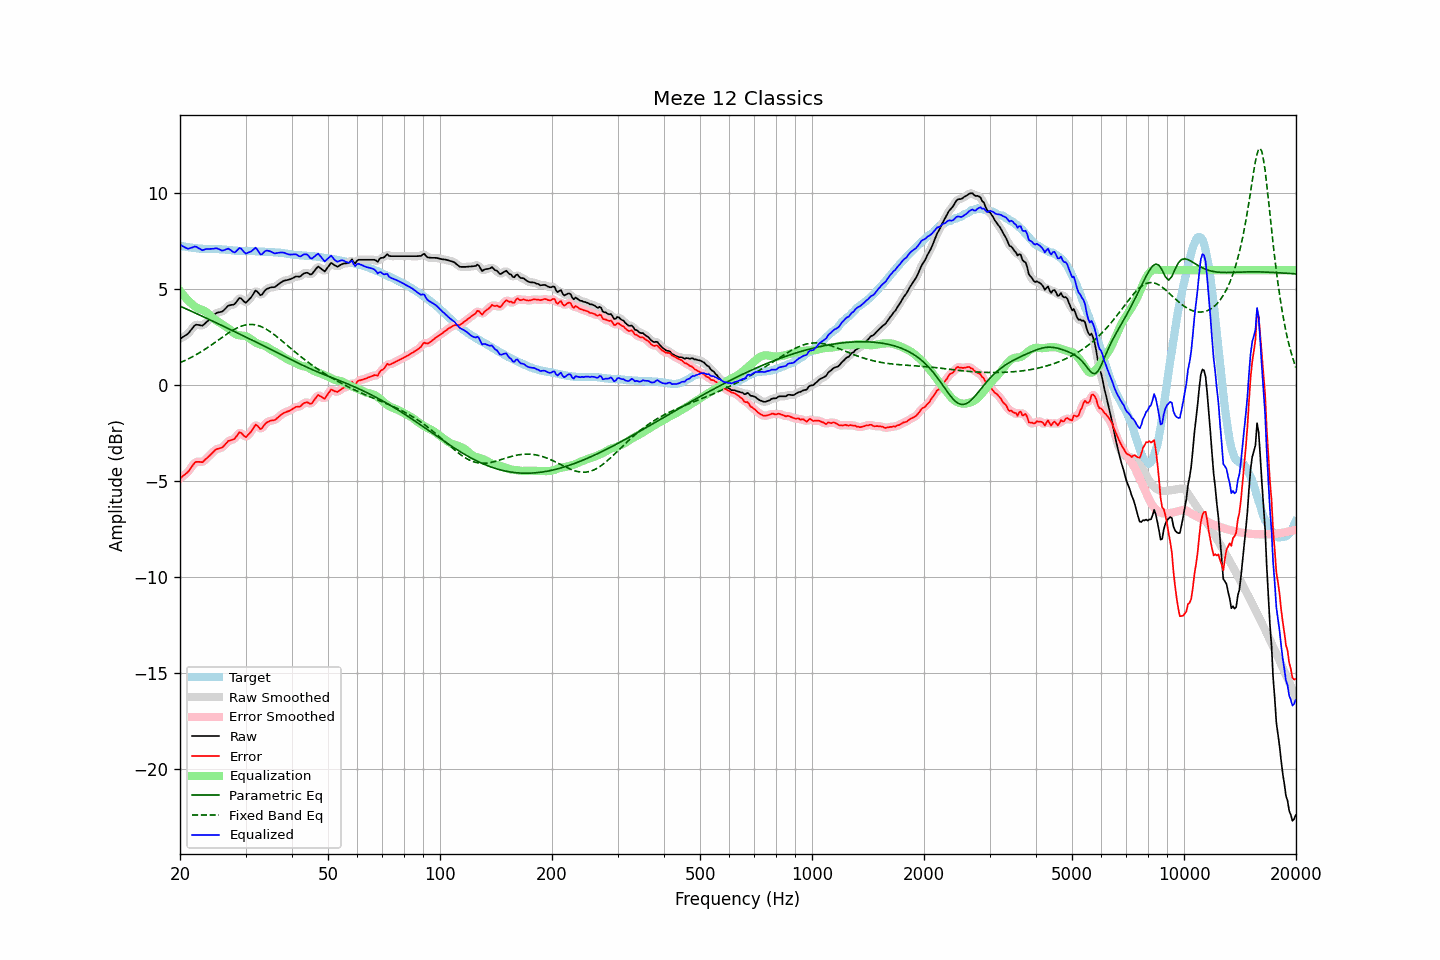 Meze 12 Classics
Amplitude (dBr)
10
5
0
−5
−10
−15
−20
Target
Raw Smoothed
Error Smoothed
Raw
Error
Equalization
Parametric Eq
Fixed Band Eq
Equalized
20 50 100 200 500 1000 2000 5000 10000 20000
Frequency (Hz)